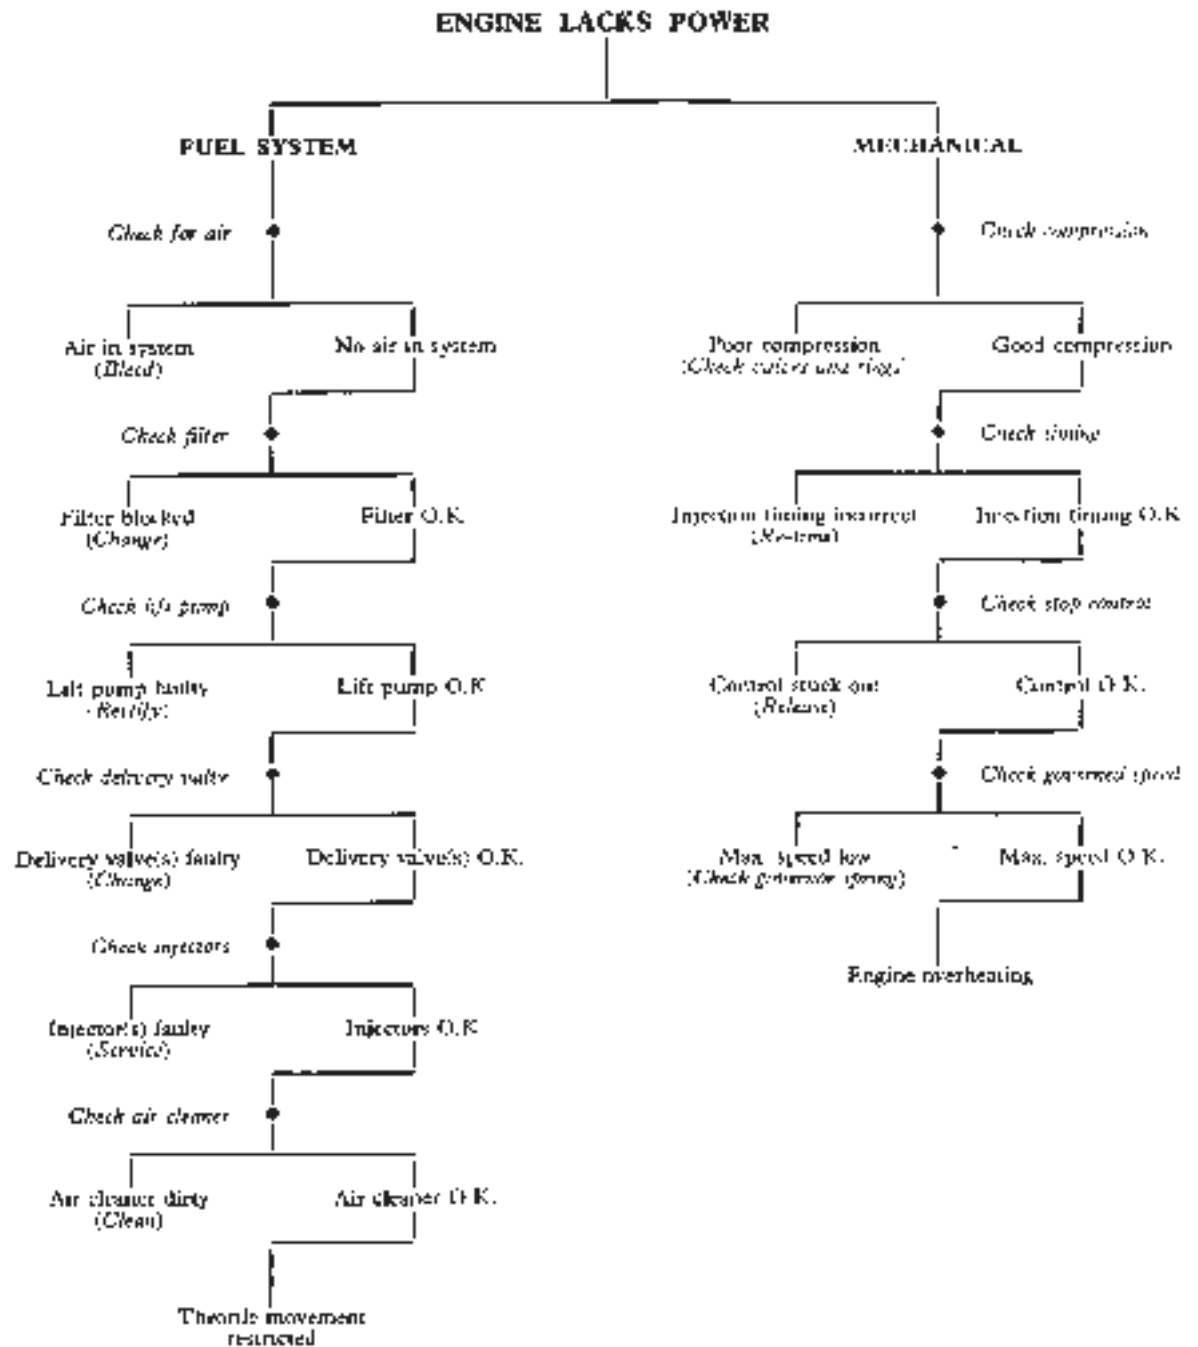 ENGINE LACKS POWER
FUEL SYSTEM
Check for air
Air in system
(Bleed)
No air in system
Check filter
Filter blocked
(Change)
Filter O.K.
Check lift pump
Lift pump faulty
(Rectify)
Lift pump O.K.
Check delivery valve
Delivery valve(s) faulty
(Change)
Delivery valve(s) O.K.
Check injectors
Injector(s) faulty
(Service)
Injectors O.K.
Check air cleaner
Air cleaner dirty
(Clean)
Air cleaner O.K.
Throttle movement
restricted
MECHANICAL
Check compression
Poor compression
(Check valves and rings)
Good compression
Check timing
Injection timing incorrect
(Re-time)
Injection timing O.K.
Check stop control
Control stuck out
(Release)
Control O.K.
Check governed speed
Max. speed low
(Check governor spring)
Max. speed O.K.
Engine overheating